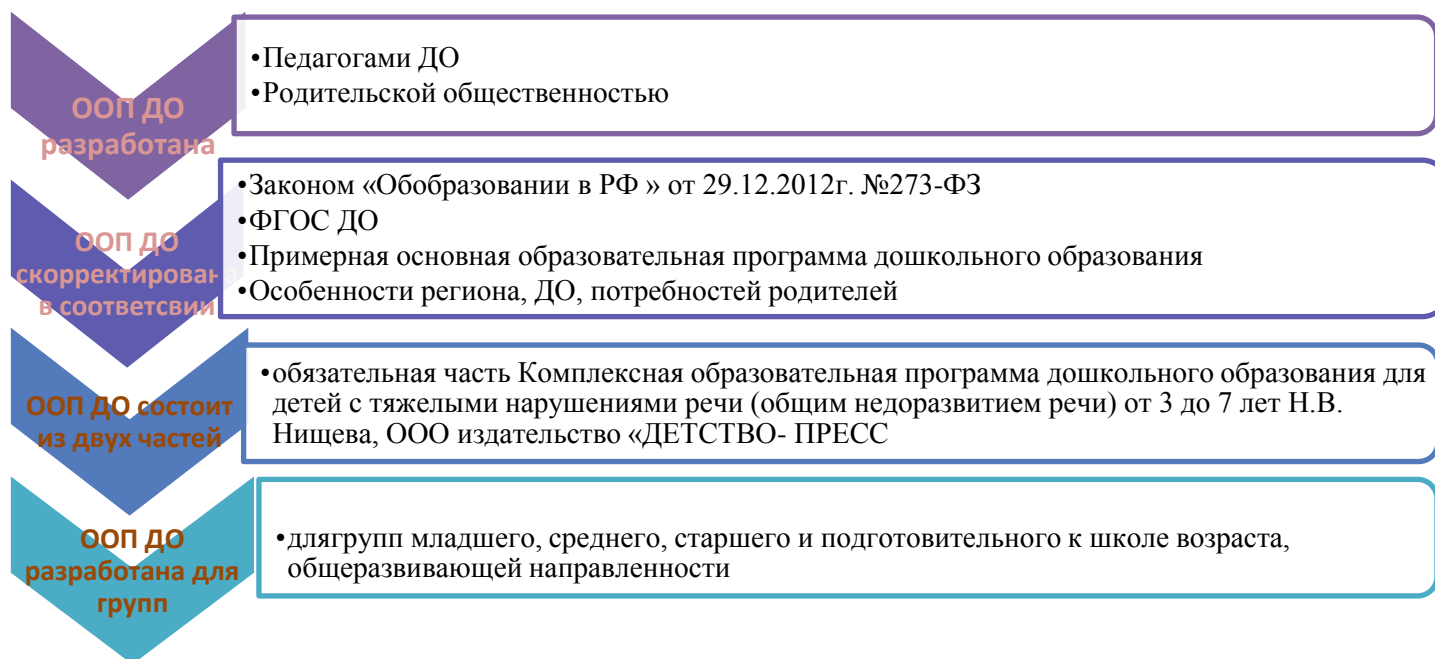 ООП ДО
разработана
•Педагогами ДО
•Родительской общественностью
ООП ДО
скорректирована
в соответсвии
•Законом «Обобразовании в РФ » от 29.12.2012г. №273-ФЗ
•ФГОС ДО
•Примерная основная образовательная программа дошкольного образования
•Особенности региона, ДО, потребностей родителей
ООП ДО состоит
из двух частей
•обязательная часть Комплексная образовательная программа дошкольного образования для
детей с тяжелыми нарушениями речи (общим недоразвитием речи) от 3 до 7 лет Н.В.
Нищева, ООО издательство «ДЕТСТВО- ПРЕСС
ООП ДО
разработана для
групп
•длягрупп младшего, среднего, старшего и подготовительного к школе возраста,
общеразвивающей направленности